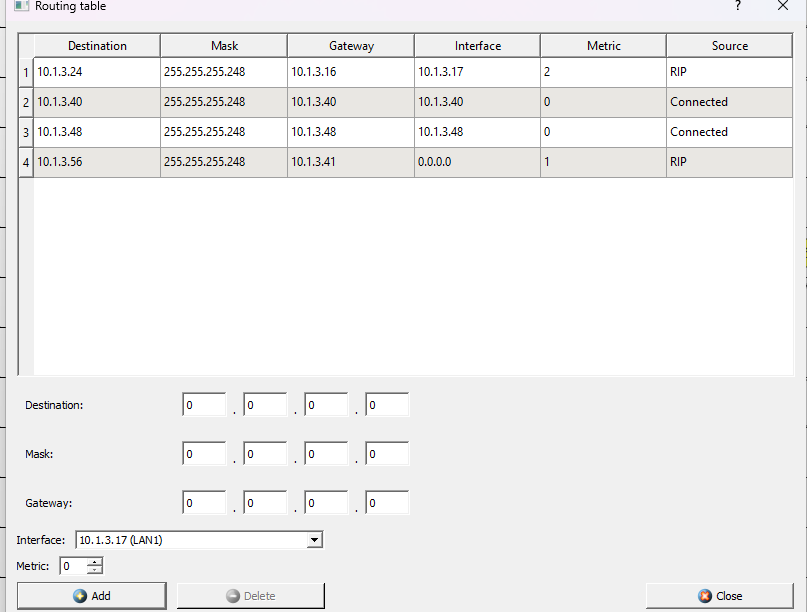 Routing table ?
Destination Mask Gateway Interface Metric Source
1 10.1.3.24 255.255.255.248 10.1.3.16 10.1.3.17 2 RIP
2 10.1.3.40 255.255.255.248 10.1.3.40 10.1.3.40 0 Connected
3 10.1.3.48 255.255.255.248 10.1.3.48 10.1.3.48 0 Connected
4 10.1.3.56 255.255.255.248 10.1.3.41 0.0.0.0 1 RIP
Destination: 0 . 0 . 0 . 0
Mask: 0 . 0 . 0 . 0
Gateway: 0 . 0 . 0 . 0
Interface: 10.1.3.17 (LAN1)
Metric: 0
Add Delete Close